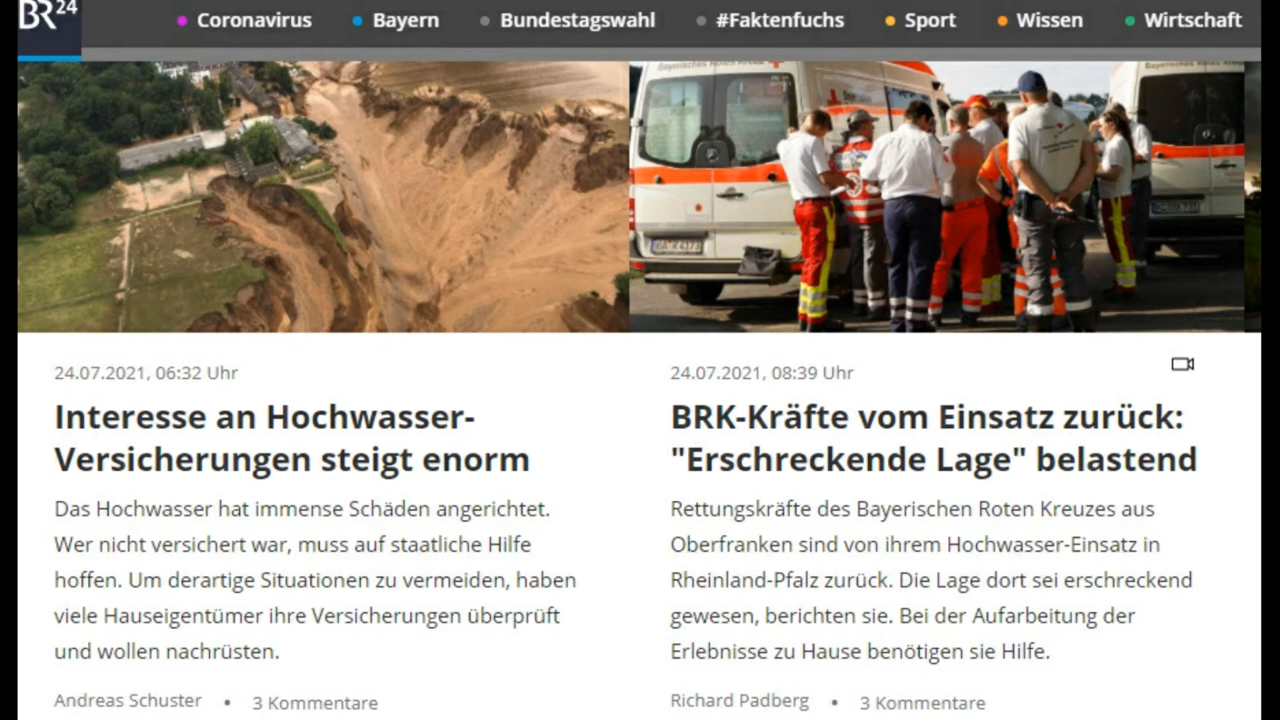 BR24
Coronavirus
Bayern
Bundestagswahl
#Faktenfuchs
Sport
Wissen
Wirtschaft
24.07.2021, 06:32 Uhr
Interesse an Hochwasser-
Versicherungen steigt enorm
Das Hochwasser hat immense Schäden angerichtet.
Wer nicht versichert war, muss auf staatliche Hilfe
hoffen. Um derartige Situationen zu vermeiden, haben
viele Hauseigentümer ihre Versicherungen überprüft
und wollen nachrüsten.
Andreas Schuster • 3 Kommentare
24.07.2021, 08:39 Uhr
BRK-Kräfte vom Einsatz zurück:
"Erschreckende Lage" belastend
Rettungskräfte des Bayerischen Roten Kreuzes aus
Oberfranken sind von ihrem Hochwasser-Einsatz in
Rheinland-Pfalz zurück. Die Lage dort sei erschreckend
gewesen, berichten sie. Bei der Aufarbeitung der
Erlebnisse zu Hause benötigen sie Hilfe.
Richard Padberg • 3 Kommentare